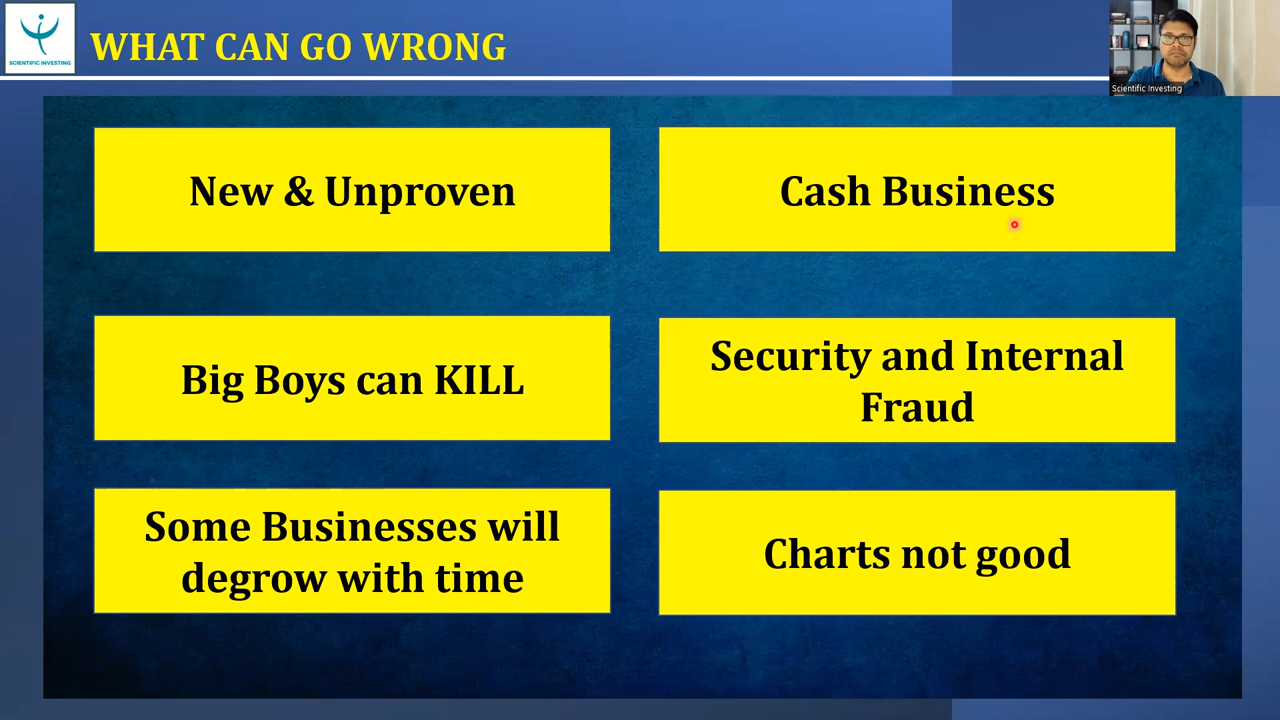 SCIENTIFIC INVESTING
WHAT CAN GO WRONG
Scientific Investing
New & Unproven
Cash Business
Big Boys can KILL
Security and Internal
Fraud
Some Businesses will
degrow with time
Charts not good